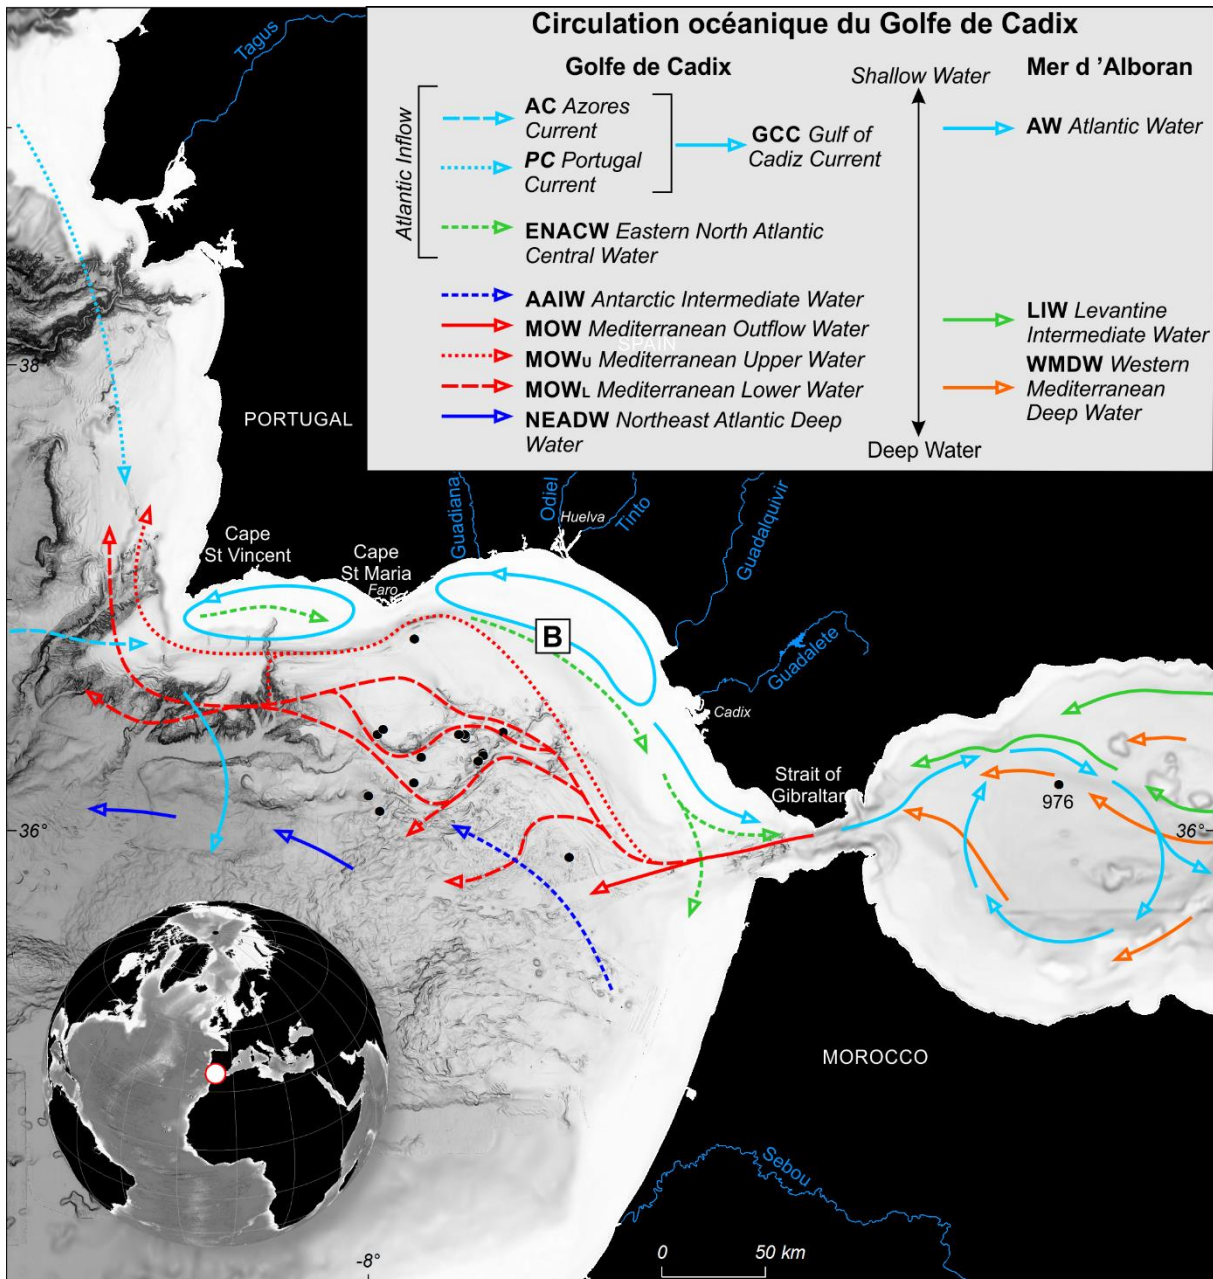 Circulation océanique du Golfe de Cadix
Golfe de Cadix
Atlantic Inflow
AC Azores
Current
PC Portugal
Current
GCC Gulf of
Cadiz Current
ENACW Eastern North Atlantic
Central Water
AAIW Antarctic Intermediate Water
MOW Mediterranean Outflow Water
SPAIN
MOWU Mediterranean Upper Water
MOWL Mediterranean Lower Water
NEADW Northeast Atlantic Deep
Water
Shallow Water
Deep Water
Mer d ’Alboran
AW Atlantic Water
LIW Levantine
Intermediate Water
WMDW Western
Mediterranean
Deep Water
Tagus
38
PORTUGAL
Guadiana
Odiel
Huelva
Tinto
Guadalquivir
Cape
St Vincent
Cape
St Maria
Faro
B
Guadalete
Cadix
Strait of
Gibraltar
976
36°
36°
MOROCCO
Sebou
-8°
0 50 km